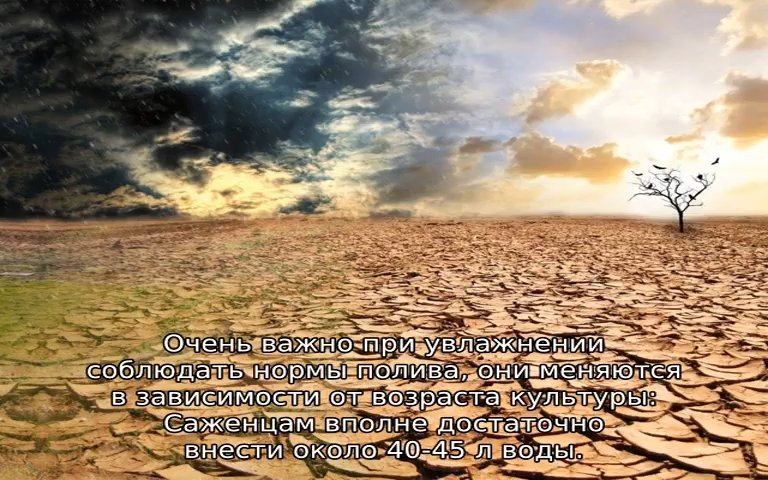 Очень важно при увлажнении
соблюдать нормы полива, они меняются
в зависимости от возраста культуры:
Саженцам вполне достаточно
внести около 40-45 л воды.